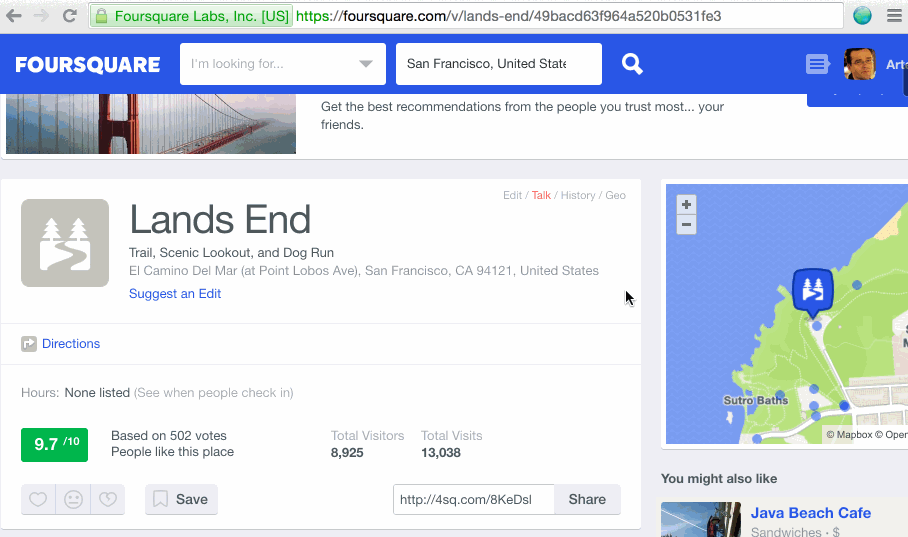 Foursquare Labs, Inc. [US] https://foursquare.com/v/lands-end/49bacd63f964a520b0531fe3
FOURSQUARE
I'm looking for...
San Francisco, United State
Get the best recommendations from the people you trust most... your
friends.
Edit / Talk / History / Geo
Lands End
Trail, Scenic Lookout, and Dog Run
El Camino Del Mar (at Point Lobos Ave), San Francisco, CA 94121, United States
Suggest an Edit
Directions
Hours: None listed (See when people check in)
9.7 /10
Based on 502 votes
People like this place
Total Visitors
8,925
Total Visits
13,038
Save
http://4sq.com/8KeDsl
Share
+
−
Sutro Baths
© Mapbox © Open
You might also like
Java Beach Cafe
Sandwiches · $